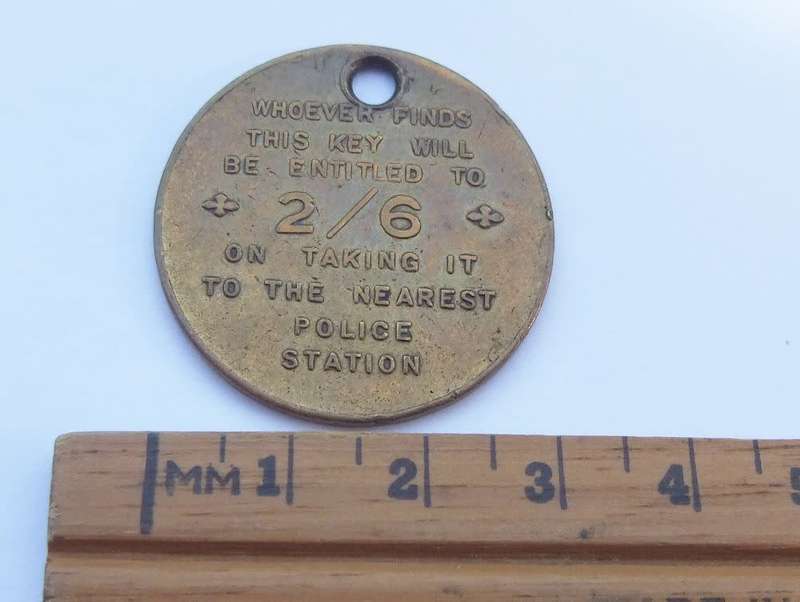 WHOEVER FINDS
THIS KEY WILL
BE ENTITLED TO
2/6
ON TAKING IT
TO THE NEAREST
POLICE
STATION
MM 1 2 3 4 5